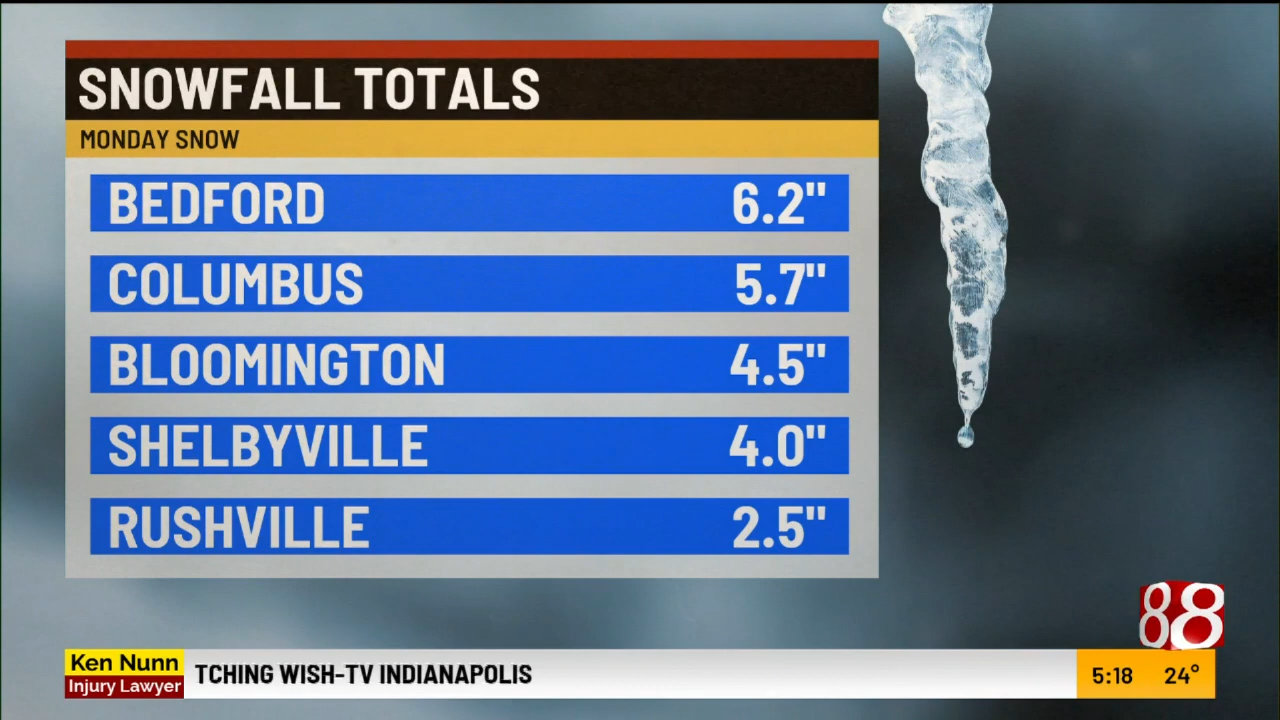 SNOWFALL TOTALS
MONDAY SNOW
BEDFORD 6.2"
COLUMBUS 5.7"
BLOOMINGTON 4.5"
SHELBYVILLE 4.0"
RUSHVILLE 2.5"
88
Ken Nunn
Injury Lawyer
TCHING WISH-TV INDIANAPOLIS
5:18 24°